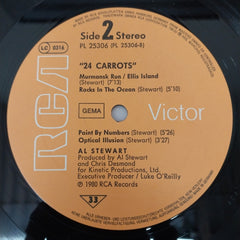 Side 2 Stereo
PL 25306 (PL 25306-B)
LC 0316
"24 CARROTS"
Murmansk Run / Ellis Island
(Stewart) (7'13)
Rocks In The Ocean (Stewart) (5'10)
GEMA
RCA
Victor
Paint By Numbers (Stewart) (5'26)
Optical Illusion (Stewart) (3'27)
AL STEWART
Produced by Al Stewart
and Chris Desmond
for Kinetic Productions, Ltd.
Executive Producer / Luke O'Reilly
℗ 1980 RCA Records
33